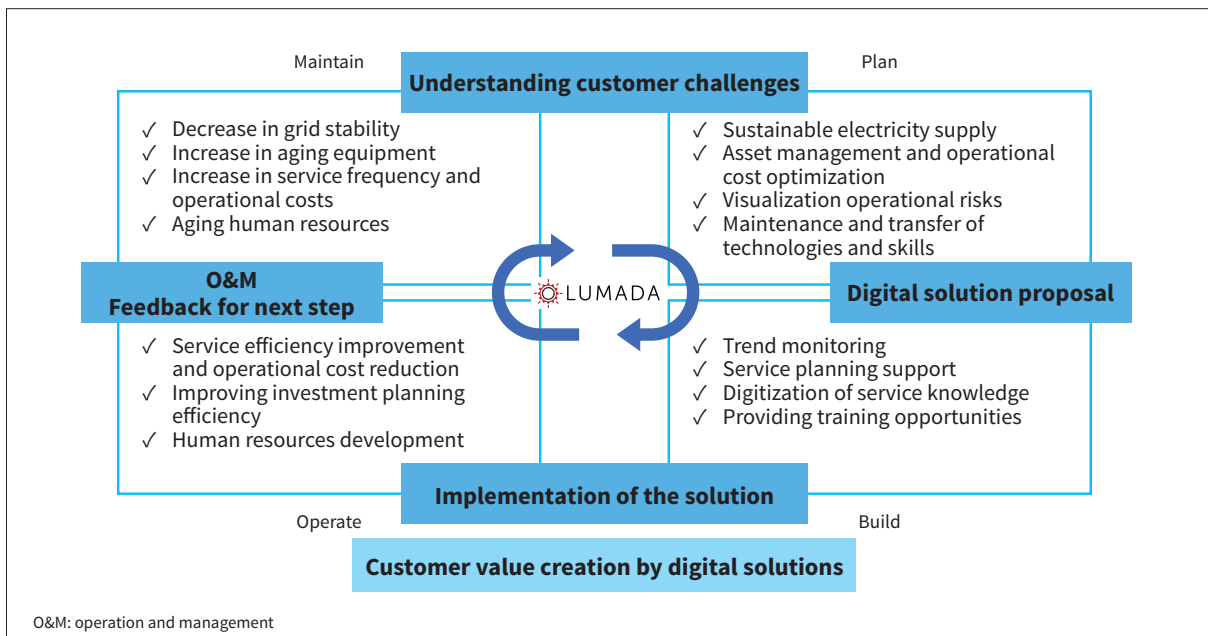 Maintain
Plan
Understanding customer challenges
✓ Decrease in grid stability
✓ Increase in aging equipment
✓ Increase in service frequency and
operational costs
✓ Aging human resources
✓ Sustainable electricity supply
✓ Asset management and operational
cost optimization
✓ Visualization operational risks
✓ Maintenance and transfer of
technologies and skills
O&M
Feedback for next step
LUMADA
Digital solution proposal
✓ Service efficiency improvement
and operational cost reduction
✓ Improving investment planning
efficiency
✓ Human resources development
✓ Trend monitoring
✓ Service planning support
✓ Digitization of service knowledge
✓ Providing training opportunities
Implementation of the solution
Operate
Build
Customer value creation by digital solutions
O&M: operation and management